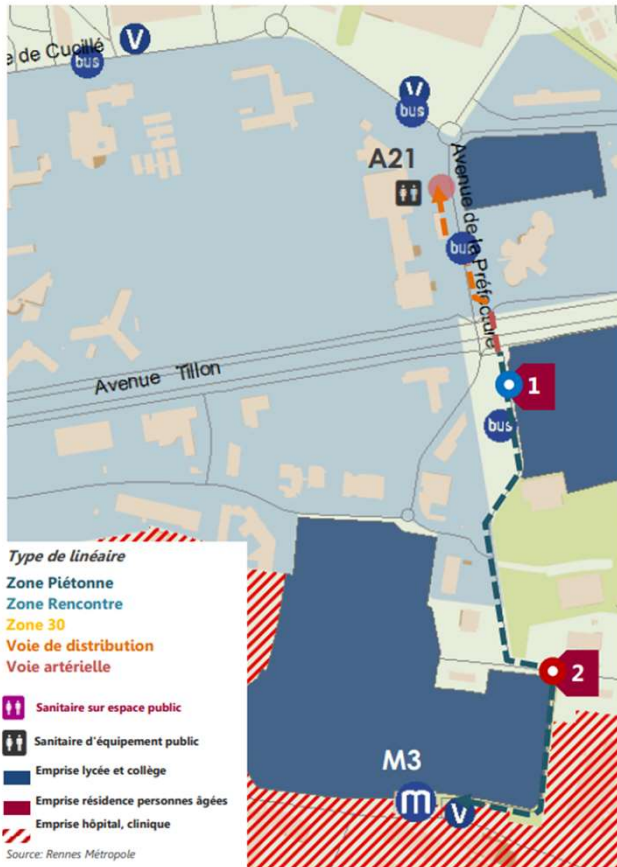 e de Cucillé
V
bus
V
bus
A21
Avenue de la Préfecture
bus
Avenue Tillon
1
bus
2
M3
m
V
Type de linéaire
Zone Piétonne
Zone Rencontre
Zone 30
Voie de distribution
Voie artérielle
Sanitaire sur espace public
Sanitaire d'équipement public
Emprise lycée et collège
Emprise résidence personnes âgées
Emprise hôpital, clinique
Source: Rennes Métropole